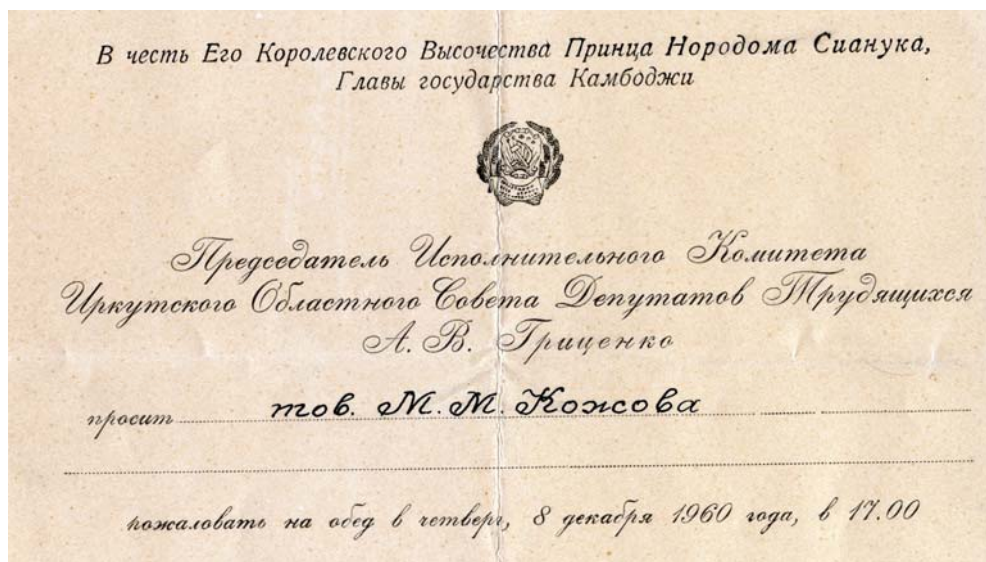 В честь Его Королевского Высочества Принца Нородома Сианука,
Главы государства Камбоджи
Председатель Исполнительного Комитета
Иркутского Областного Совета Депутатов Трудящихся
А. В. Гриценко
просит тов. М. М. Кожова
пожаловать на обед в четверг, 8 декабря 1960 года, в 17.00